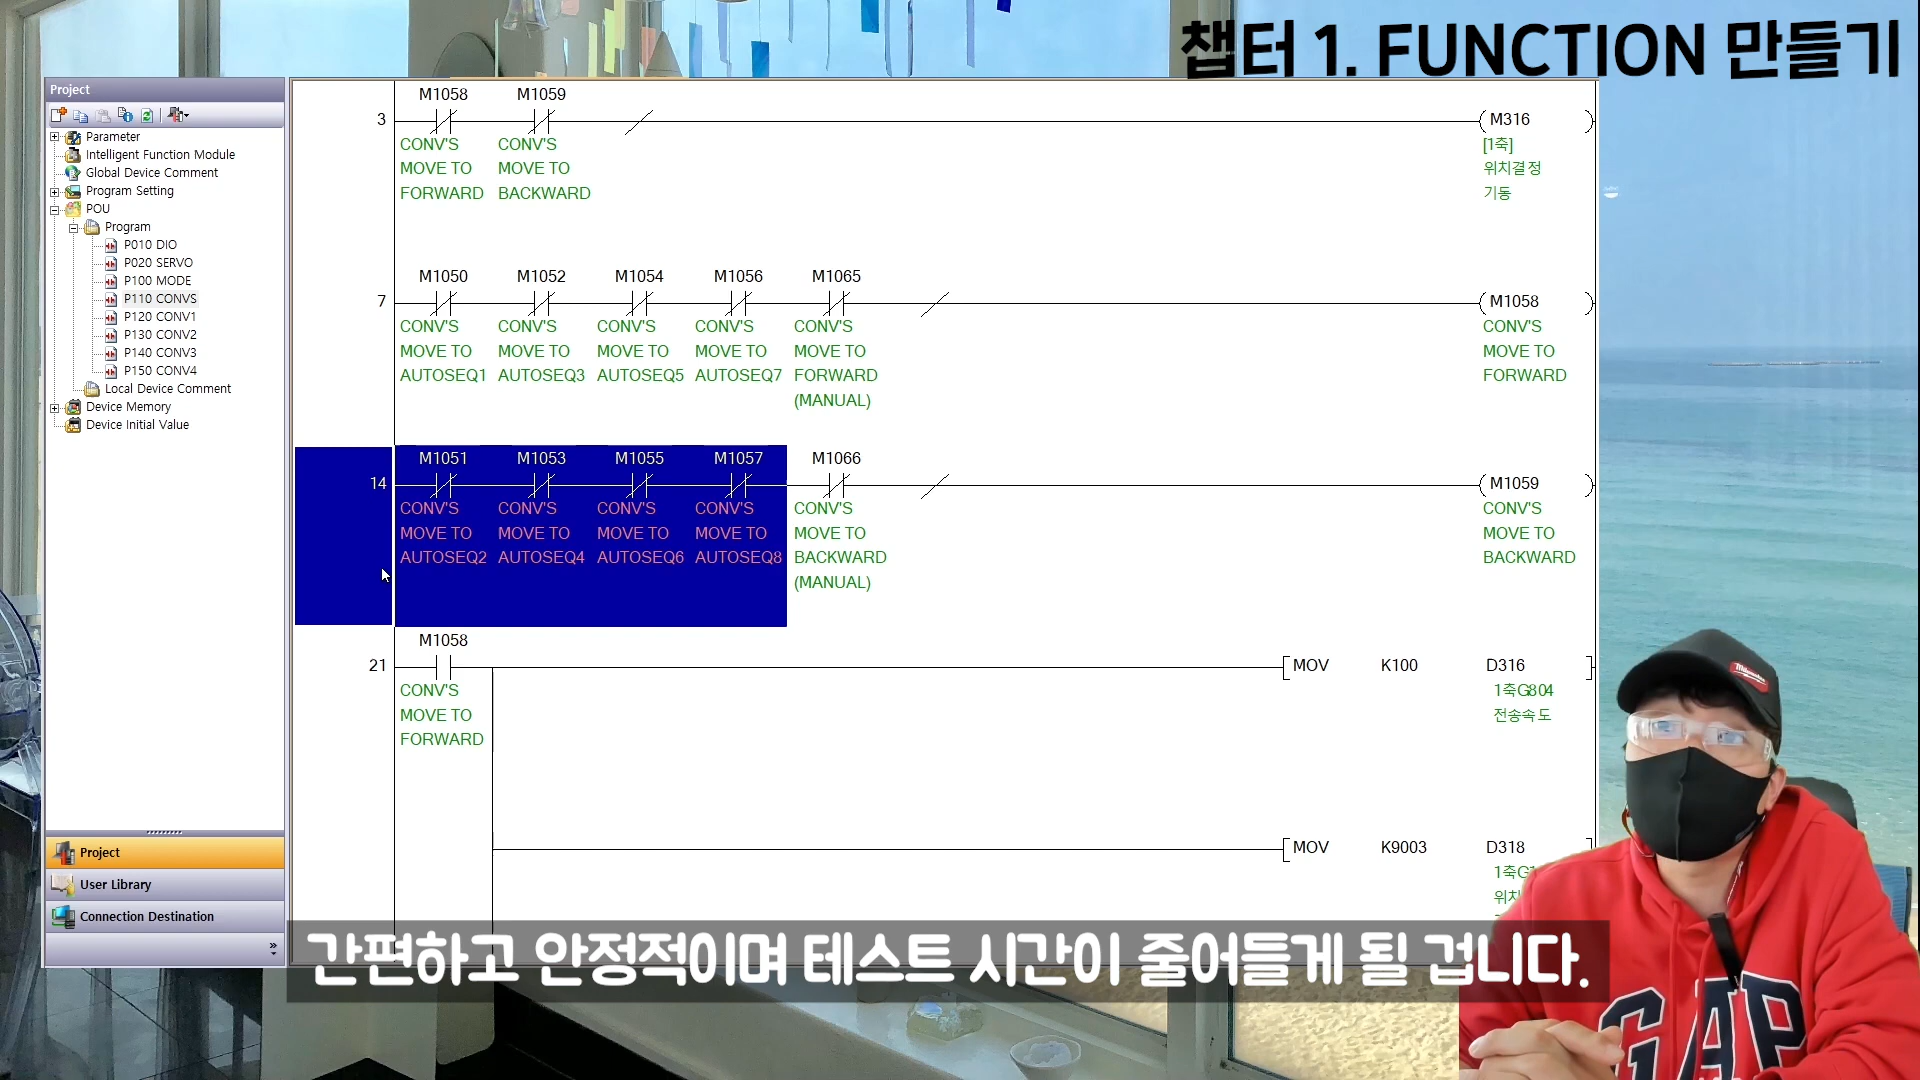 챕터 1. FUNCTION 만들기
Project
Parameter
Intelligent Function Module
Global Device Comment
Program Setting
POU
Program
P010 DIO
P020 SERVO
P100 MODE
P110 CONVS
P120 CONV1
P130 CONV2
P140 CONV3
P150 CONV4
Local Device Comment
Device Memory
Device Initial Value
Project
User Library
Connection Destination
M1058 M1059
3 M316
CONV'S CONV'S [1축]
MOVE TO MOVE TO 위치결정
FORWARD BACKWARD 기동
M1050 M1052 M1054 M1056 M1065
7 M1058
CONV'S CONV'S CONV'S CONV'S CONV'S CONV'S
MOVE TO MOVE TO MOVE TO MOVE TO MOVE TO MOVE TO
AUTOSEQ1 AUTOSEQ3 AUTOSEQ5 AUTOSEQ7 FORWARD FORWARD
(MANUAL)
M1051 M1053 M1055 M1057 M1066
14 M1059
CONV'S CONV'S CONV'S CONV'S CONV'S CONV'S
MOVE TO MOVE TO MOVE TO MOVE TO MOVE TO MOVE TO
AUTOSEQ2 AUTOSEQ4 AUTOSEQ6 AUTOSEQ8 BACKWARD BACKWARD
(MANUAL)
M1058
21 MOV K100 D316
CONV'S 1축G804
MOVE TO 전송속도
FORWARD
MOV K9003 D318
간편하고 안정적이며 테스트 시간이 줄어들게 될 겁니다.
Milwaukee
GAP